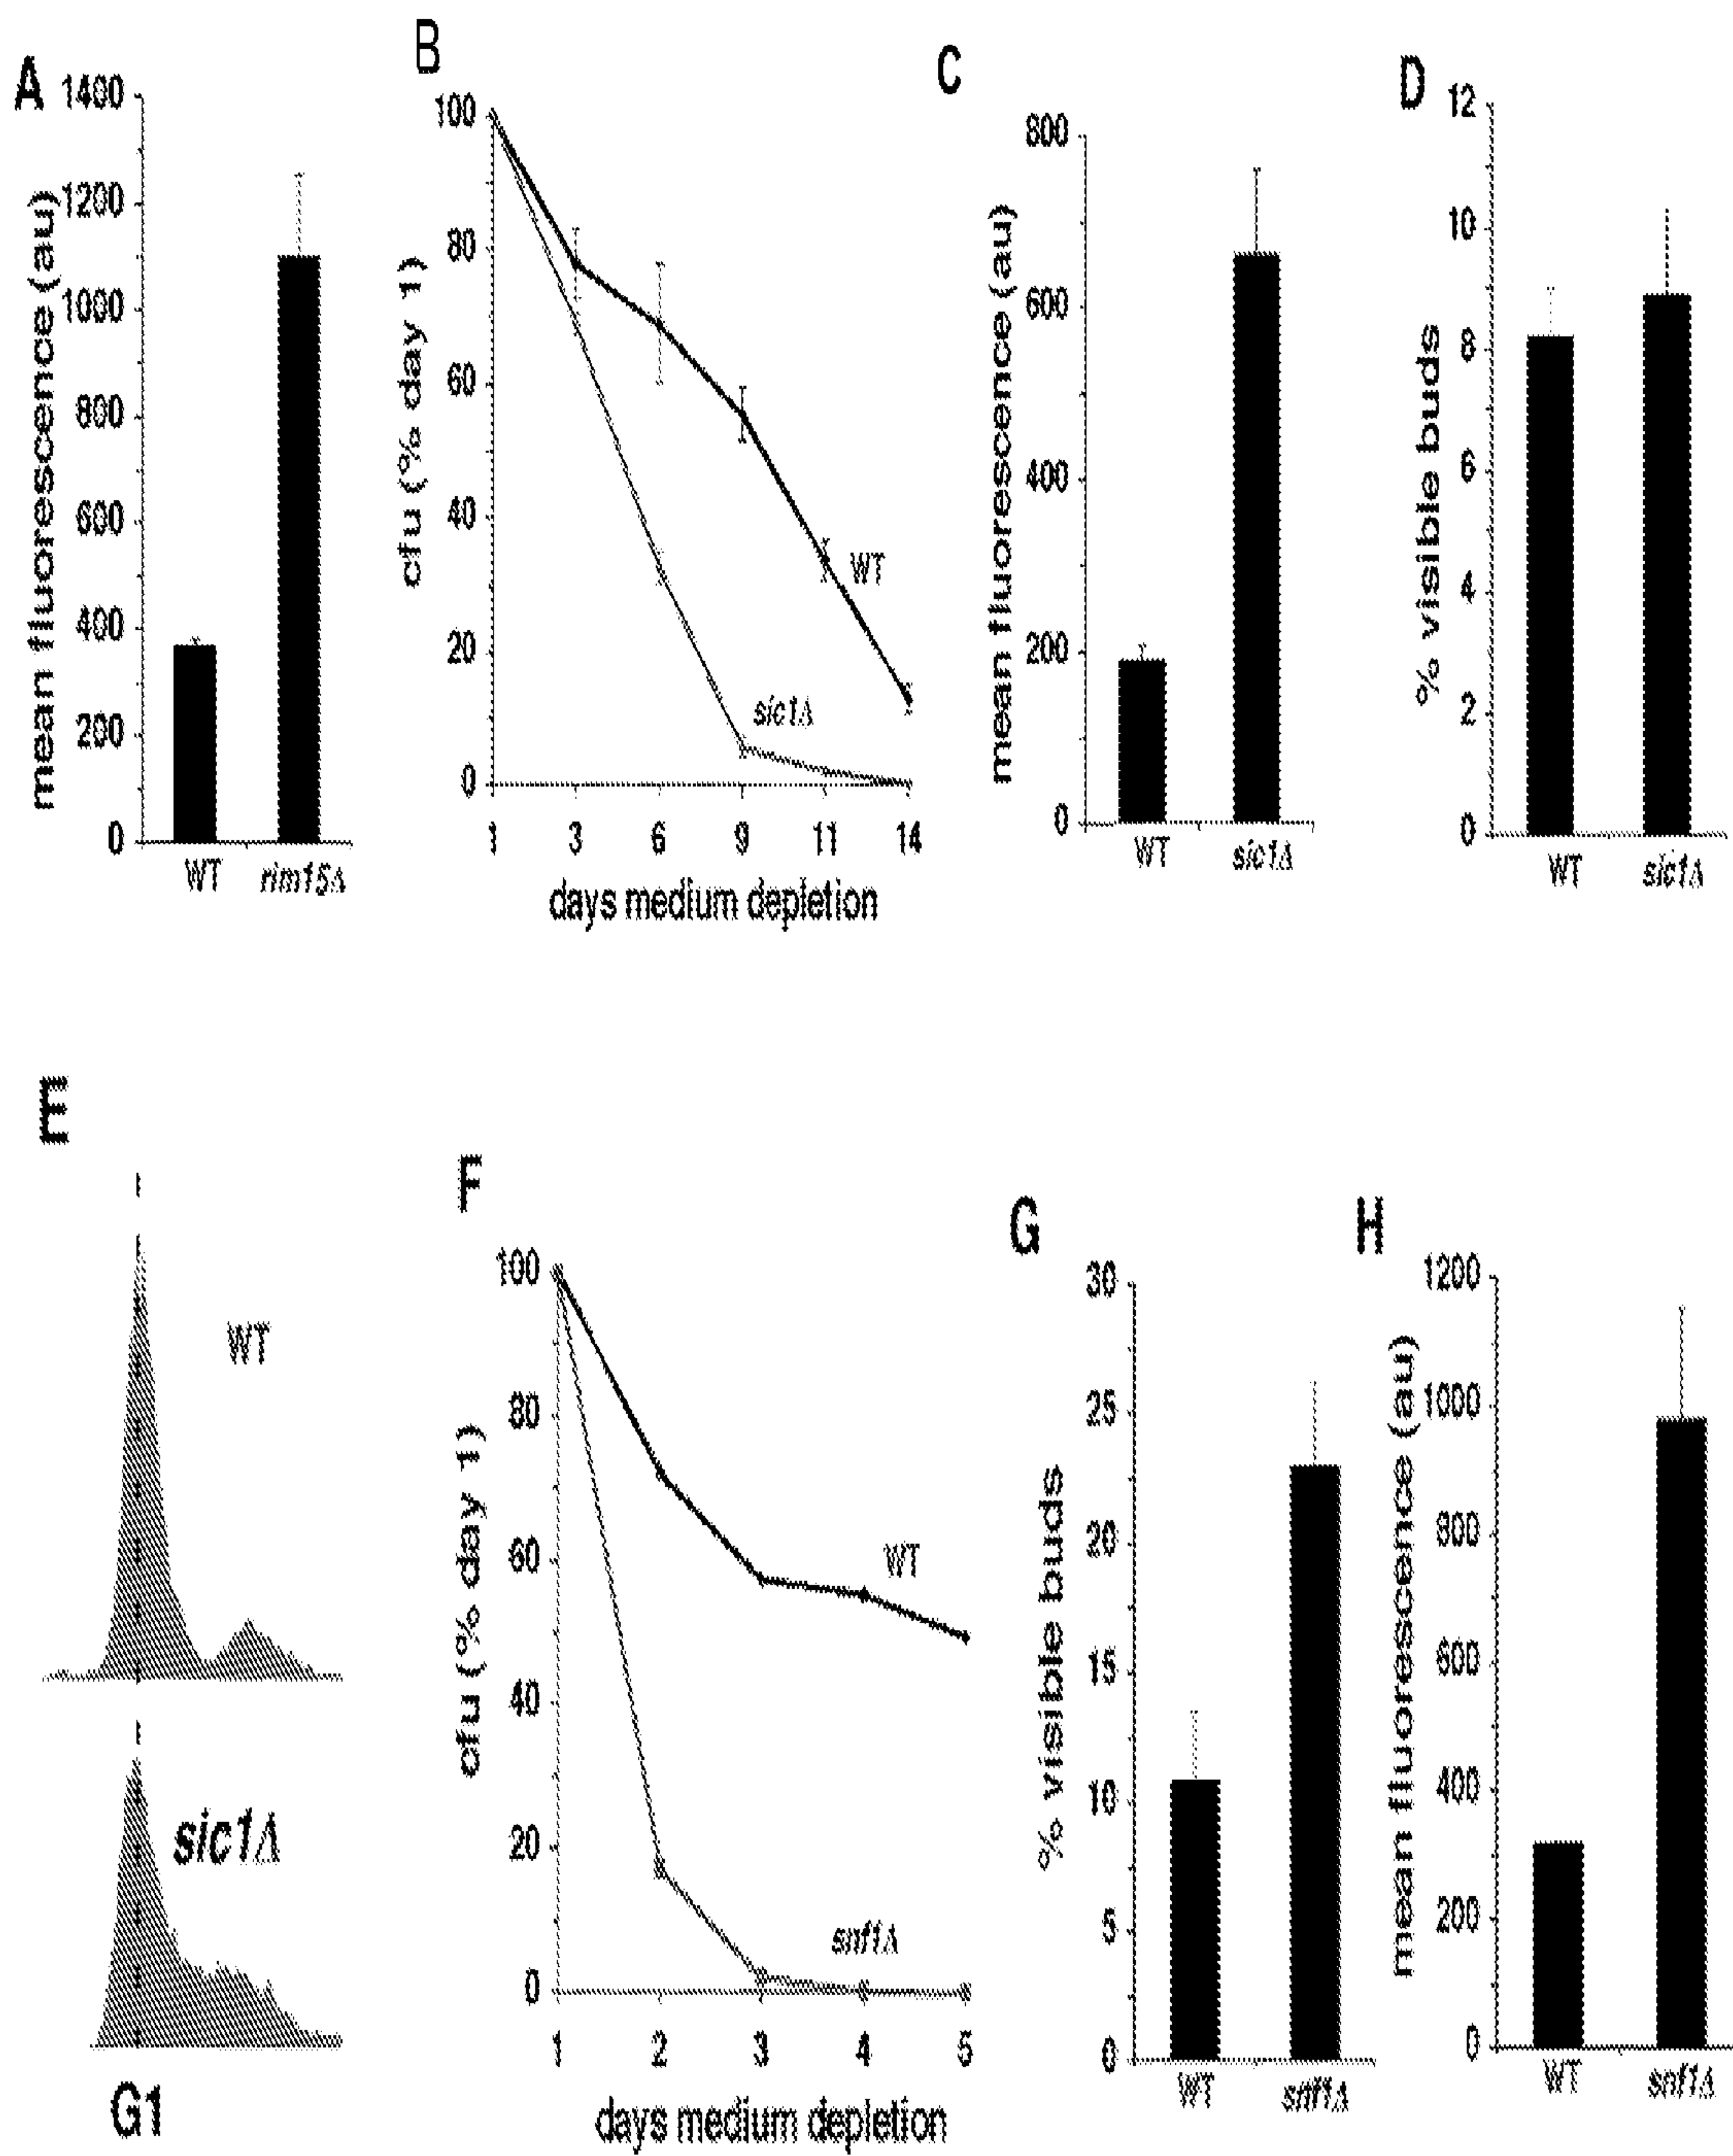 A
mean fluorescence (au)
1400
1200
1000
800
600
400
200
0
WT rim15Δ
B
cfu (% day 1)
100
80
60
40
20
0
WT
sic1Δ
1 3 6 9 11 14
days medium depletion
C
mean fluorescence (au)
800
600
400
200
0
WT sic1Δ
D
% visible buds
12
10
8
6
4
2
0
WT sic1Δ
E
WT
sic1Δ
G1
F
cfu (% day 1)
100
80
60
40
20
0
WT
snf1Δ
1 2 3 4 5
days medium depletion
G
% visible buds
30
25
20
15
10
5
0
WT snf1Δ
H
mean fluorescence (au)
1200
1000
800
600
400
200
0
WT snf1Δ